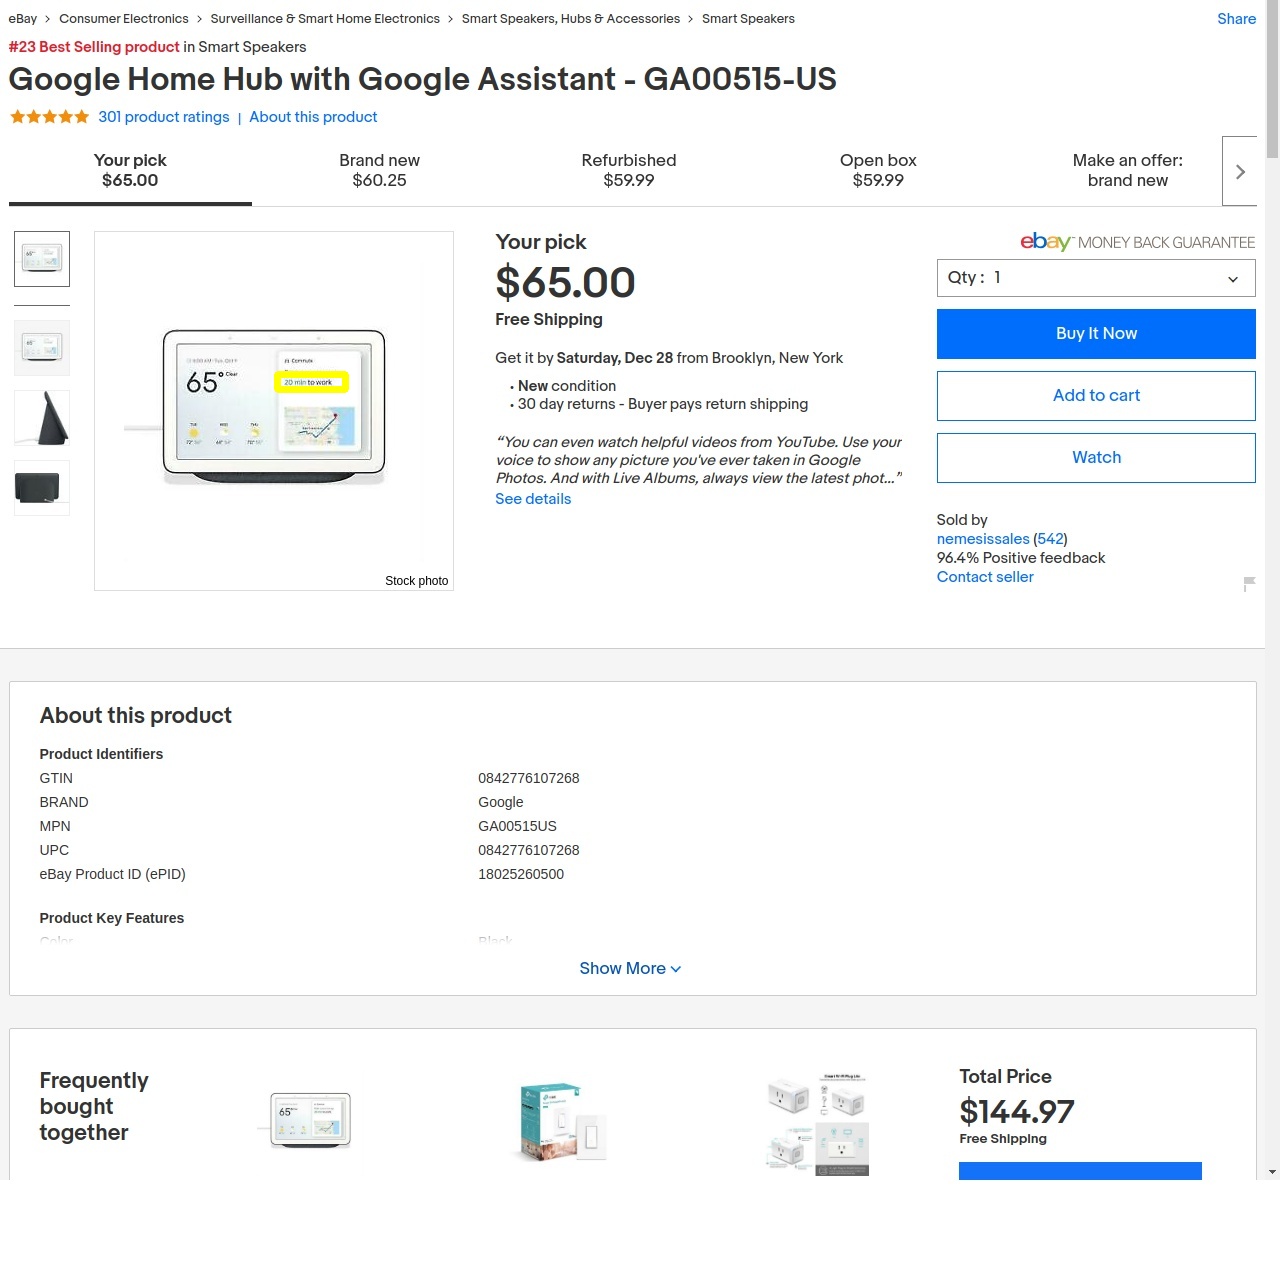 eBay > Consumer Electronics > Surveillance & Smart Home Electronics > Smart Speakers, Hubs & Accessories > Smart Speakers
Share
#23 Best Selling product in Smart Speakers
Google Home Hub with Google Assistant - GA00515-US
301 product ratings | About this product
Your pick
$65.00
Brand new
$60.25
Refurbished
$59.99
Open box
$59.99
Make an offer:
brand new
65° Clear
Commute
20 min to work
Stock photo
Your pick
$65.00
Free Shipping
Get it by Saturday, Dec 28 from Brooklyn, New York
• New condition
• 30 day returns - Buyer pays return shipping
“You can even watch helpful videos from YouTube. Use your
voice to show any picture you've ever taken in Google
Photos. And with Live Albums, always view the latest phot...”
See details
ebay MONEY BACK GUARANTEE
Qty : 1
Buy It Now
Add to cart
Watch
Sold by
nemesissales (542)
96.4% Positive feedback
Contact seller
About this product
Product Identifiers
GTIN 0842776107268
BRAND Google
MPN GA00515US
UPC 0842776107268
eBay Product ID (ePID) 18025260500
Product Key Features
Color Black
Show More
Frequently
bought
together
65°
Total Price
$144.97
Free Shipping